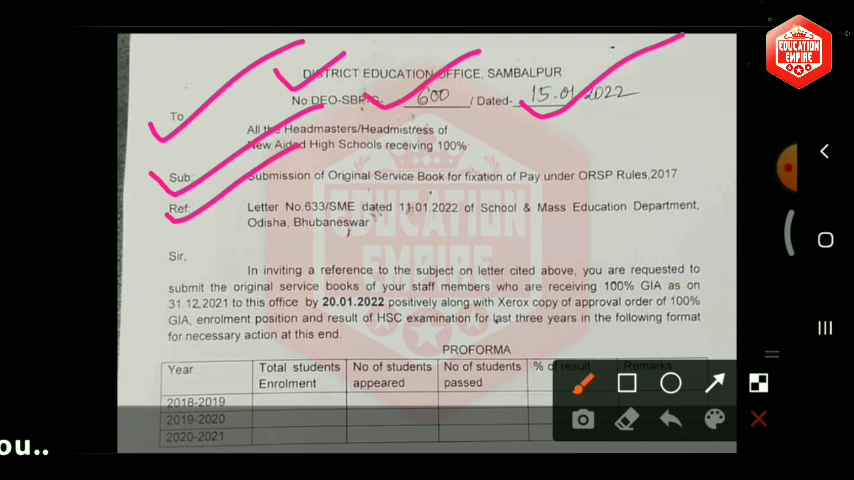 EDUCATION
EMPIRE
DISTRICT EDUCATION OFFICE, SAMBALPUR
No.DEO-SBP-G- 600 / Dated- 15.01.2022
To
All the Headmasters/Headmistress of
New Aided High Schools receiving 100%
Sub: Submission of Original Service Book for fixation of Pay under ORSP Rules,2017
Ref: Letter No.633/SME dated 11.01.2022 of School & Mass Education Department,
Odisha, Bhubaneswar
EDUCATION
EMPIRE
Sir,
In inviting a reference to the subject on letter cited above, you are requested to
submit the original service books of your staff members who are receiving 100% GIA as on
31.12.2021 to this office by 20.01.2022 positively along with Xerox copy of approval order of 100%
GIA, enrolment position and result of HSC examination for last three years in the following format
for necessary action at this end.
PROFORMA
Year Total students Enrolment No of students appeared No of students passed % of result Remarks
2018-2019
2019-2020
2020-2021
ou..